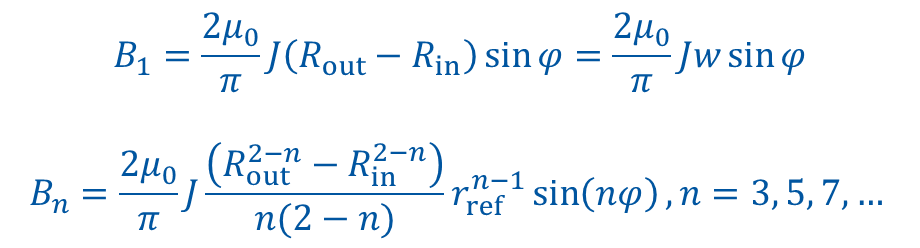 B₁ = 2μ₀/π J(R_out − R_in) sin φ = 2μ₀/π Jw sin φ
Bₙ = 2μ₀/π J (R_out^{2−n} − R_in^{2−n})/n(2 − n) r_ref^{n−1} sin(nφ) , n = 3, 5, 7, …